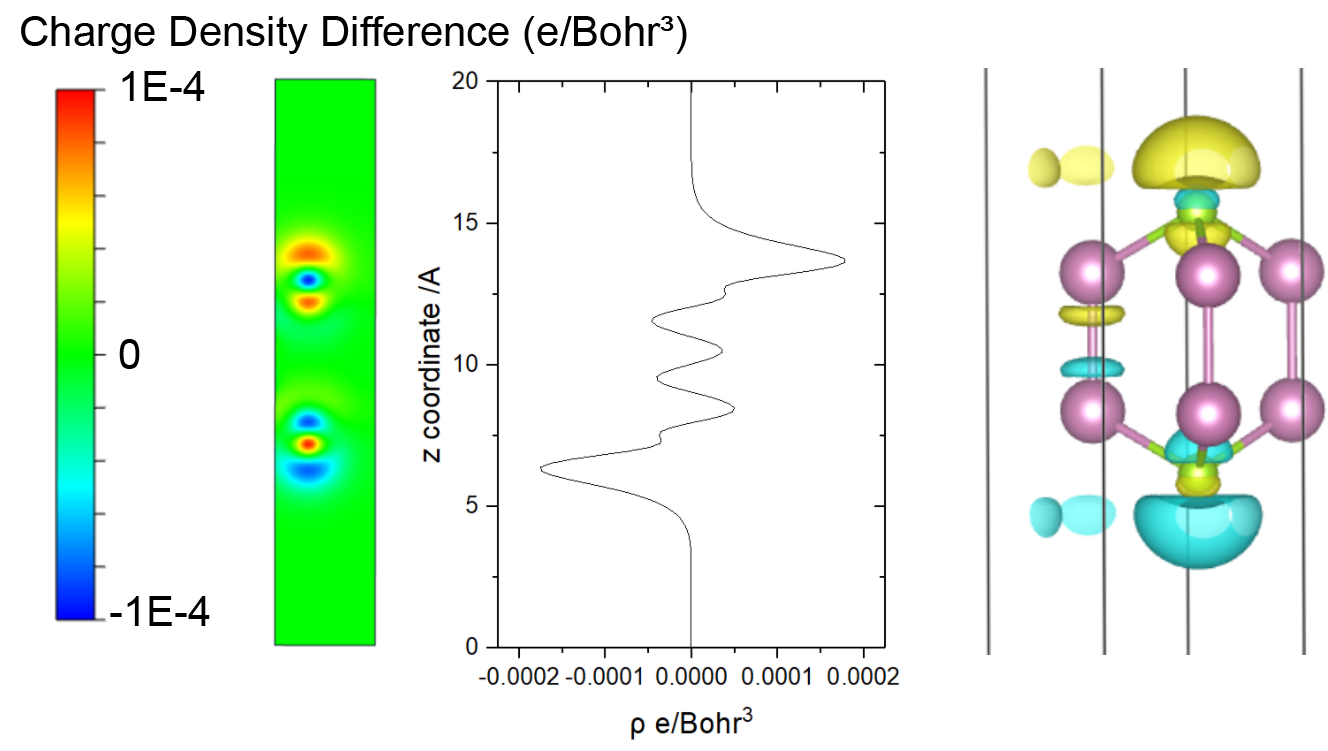 Charge Density Difference (e/Bohr³)
1E-4
0
-1E-4
20
15
10
5
0
z coordinate /A
-0.0002 -0.0001 0.0000 0.0001 0.0002
ρ e/Bohr³